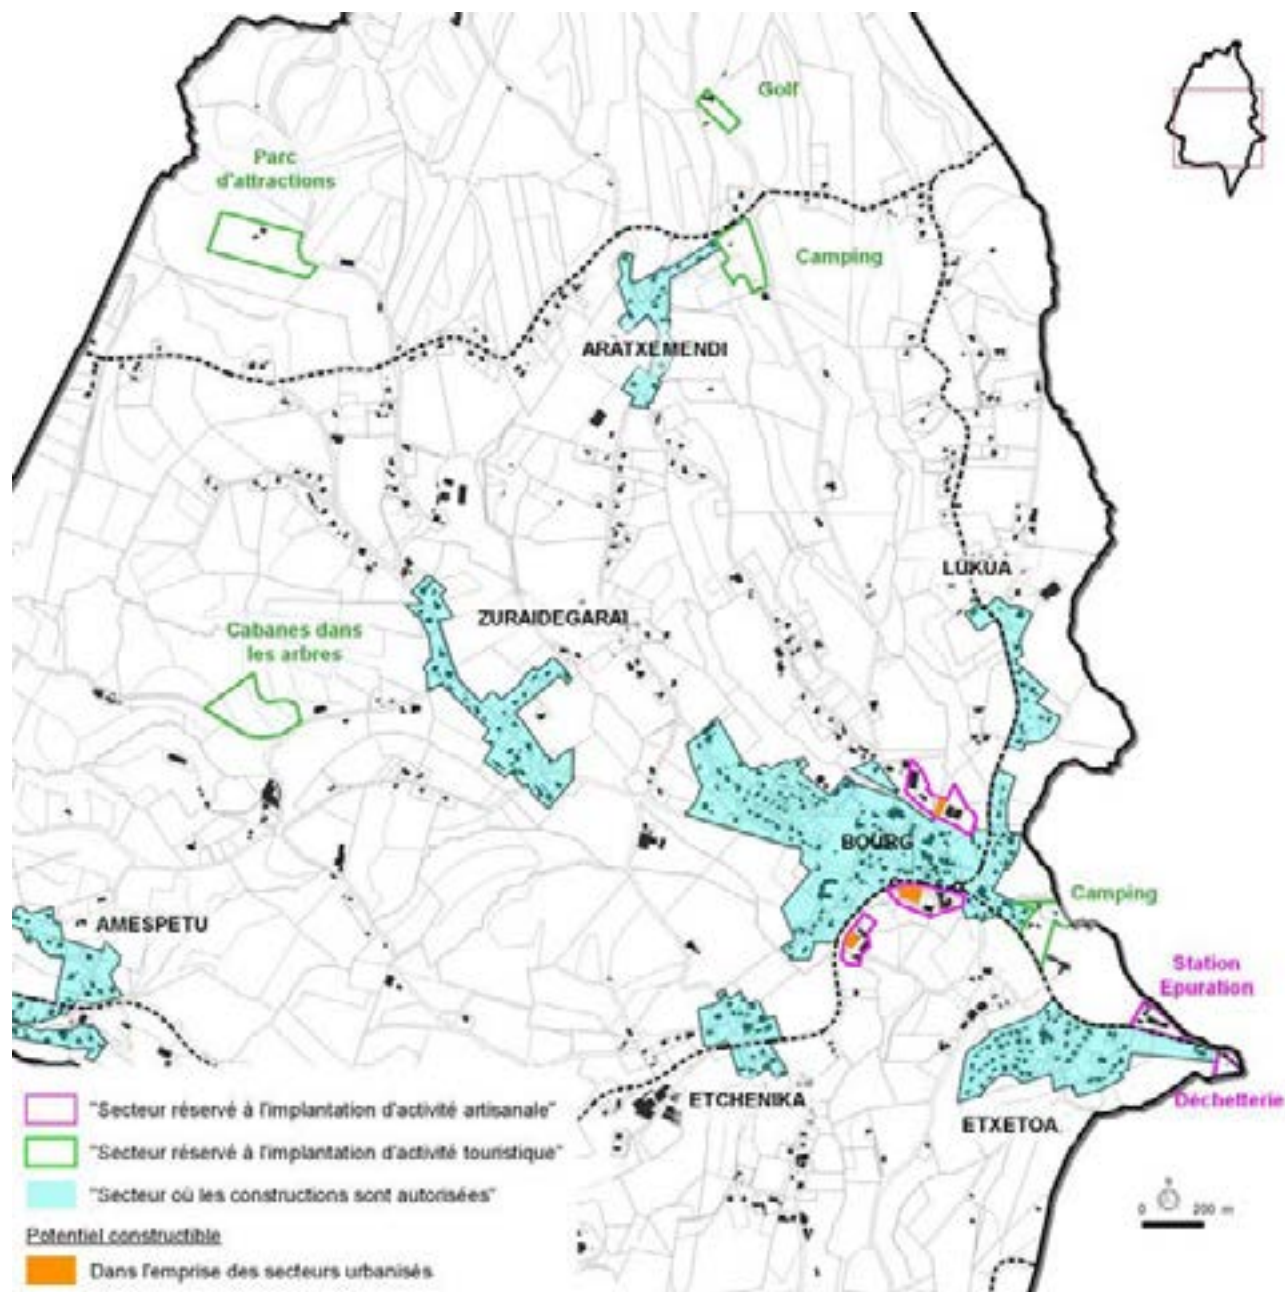 Golf
Parc
d'attractions
Camping
ARATXEMENDI
LUKUA
ZURAIDEGARAI
Cabanes dans
les arbres
BOURG
Camping
AMESPETU
Station
Epuration
ETCHENIKA
Déchetterie
ETXETOA
"Secteur réservé à l'implantation d'activité artisanale"
"Secteur réservé à l'implantation d'activité touristique"
"Secteur où les constructions sont autorisées"
Potentiel constructible
Dans l'emprise des secteurs urbanisés
N
0 200 m